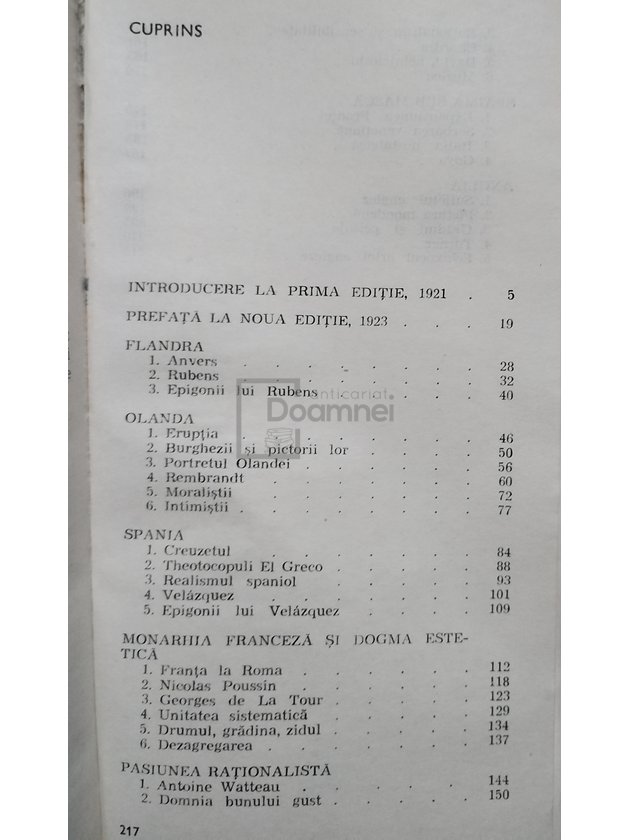 CUPRINS
INTRODUCERE LA PRIMA EDIȚIE, 1921 . 5
PREFAȚĂ LA NOUA EDIȚIE, 1923 . . . 19
FLANDRA
1. Anvers . . . . . . . . 28
2. Rubens . . . . . . . . 32
3. Epigonii lui Rubens . . . . 40
anticariat
Doamnei
OLANDA
1. Erupția . . . . . . . . 46
2. Burghezii și pictorii lor . . . . 50
3. Portretul Olandei . . . . . 56
4. Rembrandt . . . . . . 60
5. Moraliștii . . . . . . . 72
6. Intimiștii . . . . . . . 77
SPANIA
1. Creuzetul . . . . . . . 84
2. Theotocopuli El Greco . . . . 88
3. Realismul spaniol . . . . 93
4. Velázquez . . . . . . 101
5. Epigonii lui Velázquez . . . . 109
MONARHIA FRANCEZĂ ȘI DOGMA ESTE-
TICĂ
1. Franța la Roma . . . . . 112
2. Nicolas Poussin . . . . . 118
3. Georges de La Tour . . . . 123
4. Unitatea sistematică . . . . 129
5. Drumul, grădina, zidul . . . . 134
6. Dezagregarea . . . . . . 137
PASIUNEA RAȚIONALISTĂ
1. Antoine Watteau . . . . . 144
2. Domnia bunului gust . . . . 150
217